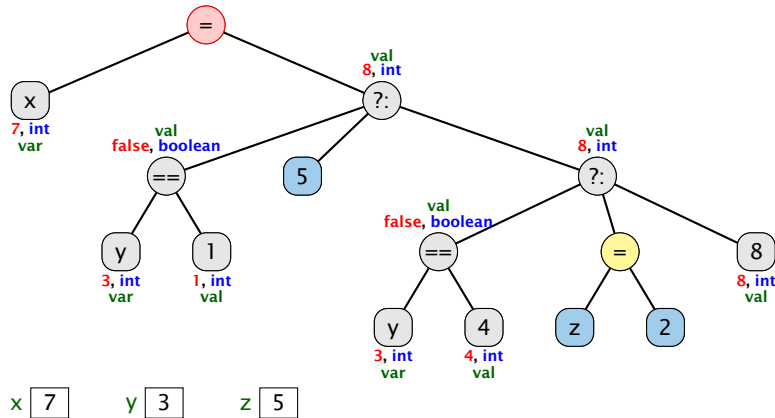 =
val
8, int
x
?:
7, int
var
val
false, boolean
val
8, int
==
5
?:
val
false, boolean
y
1
==
=
8
3, int
var
1, int
val
8, int
val
y
4
z
2
3, int
var
4, int
val
x 7 y 3 z 5